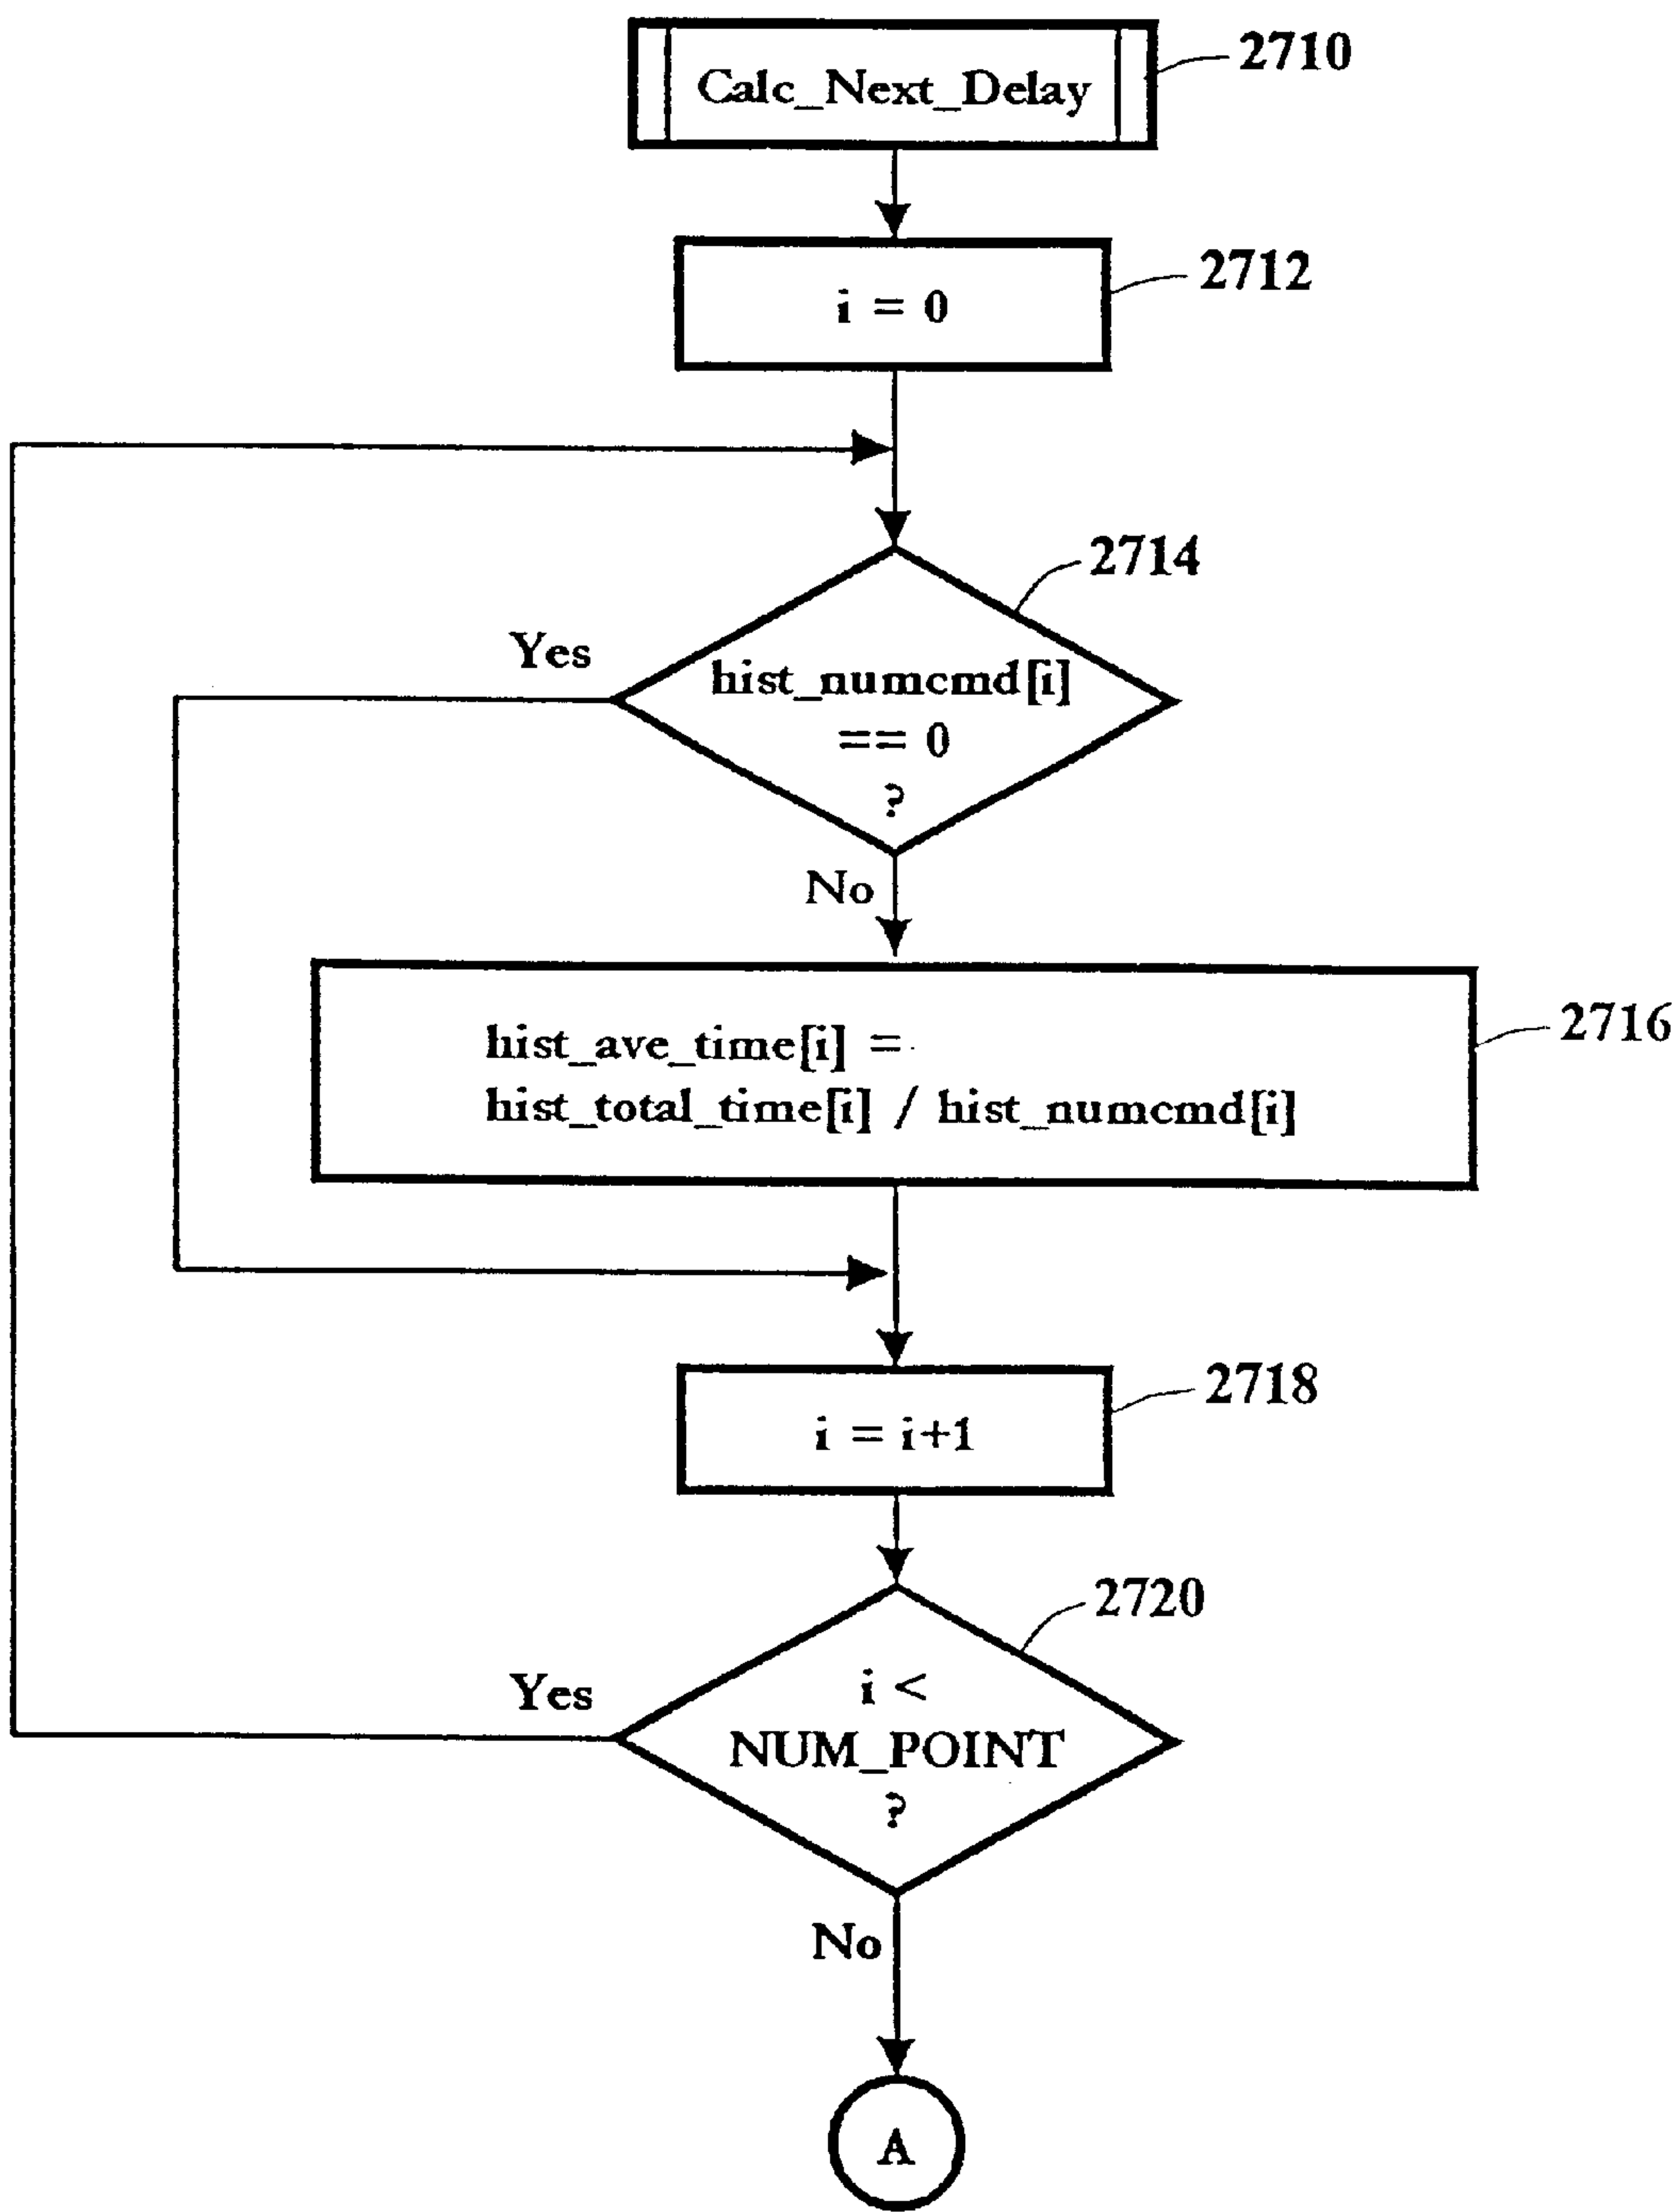 Calc_Next_Delay
2710
i = 0
2712
2714
Yes
hist_numcmd[i]
== 0
?
No
hist_ave_time[i] =
hist_total_time[i] / hist_numcmd[i]
2716
i = i+1
2718
2720
Yes
i <
NUM_POINT
?
No
A